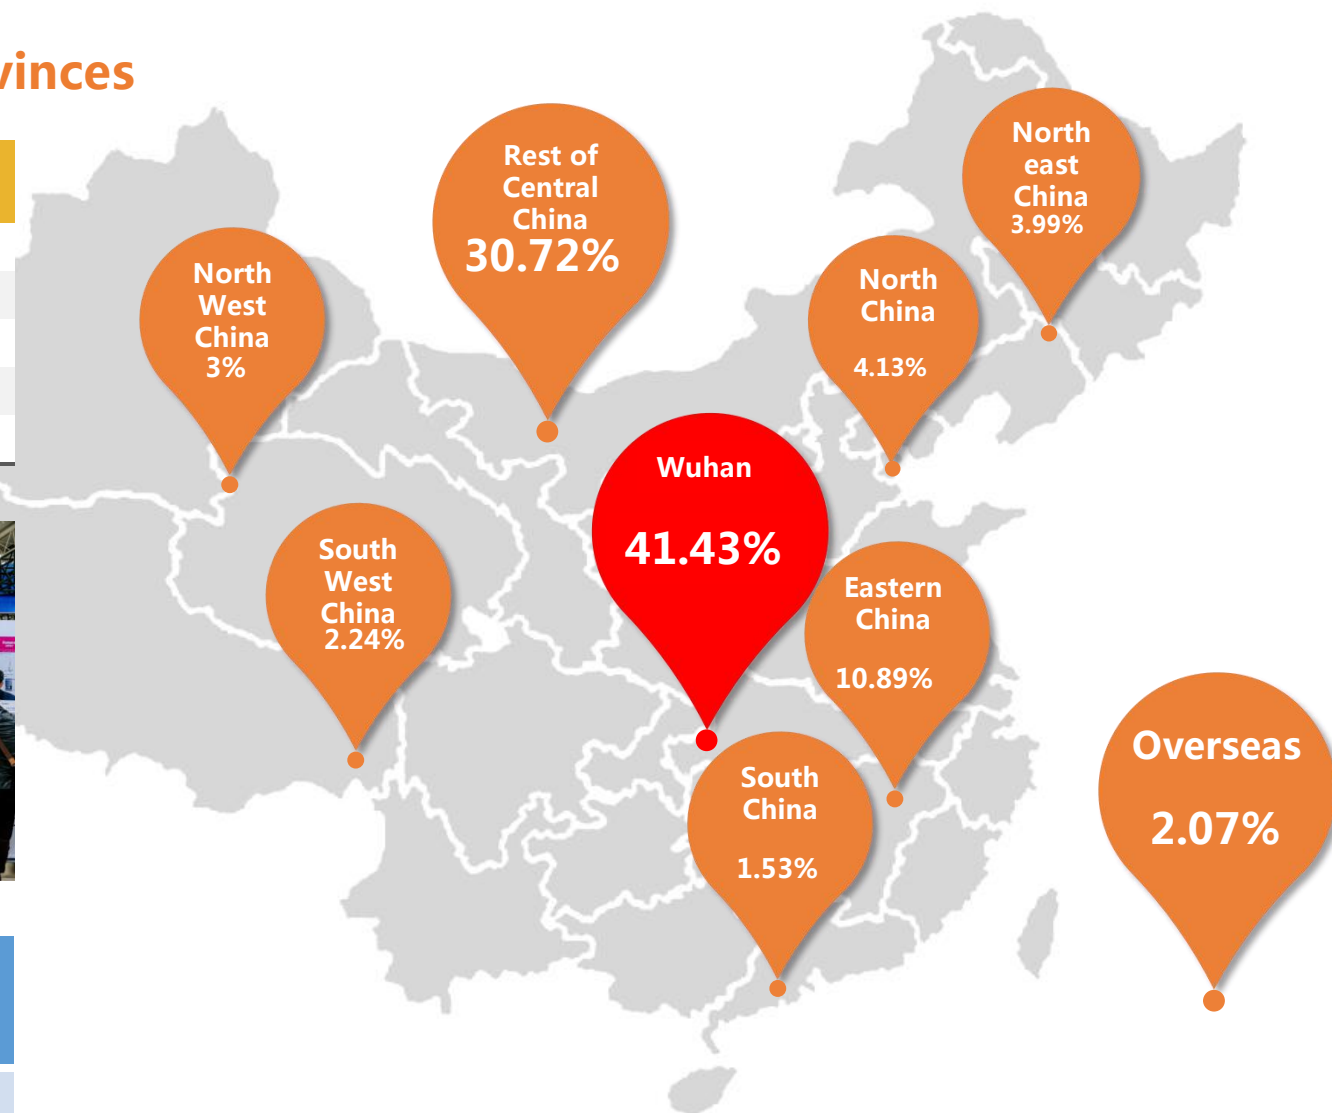 vinces
North
east
China
3.99%
Rest of
Central
China
30.72%
North
West
China
3%
North
China
4.13%
Wuhan
41.43%
South
West
China
2.24%
Eastern
China
10.89%
South
China
1.53%
Overseas
2.07%